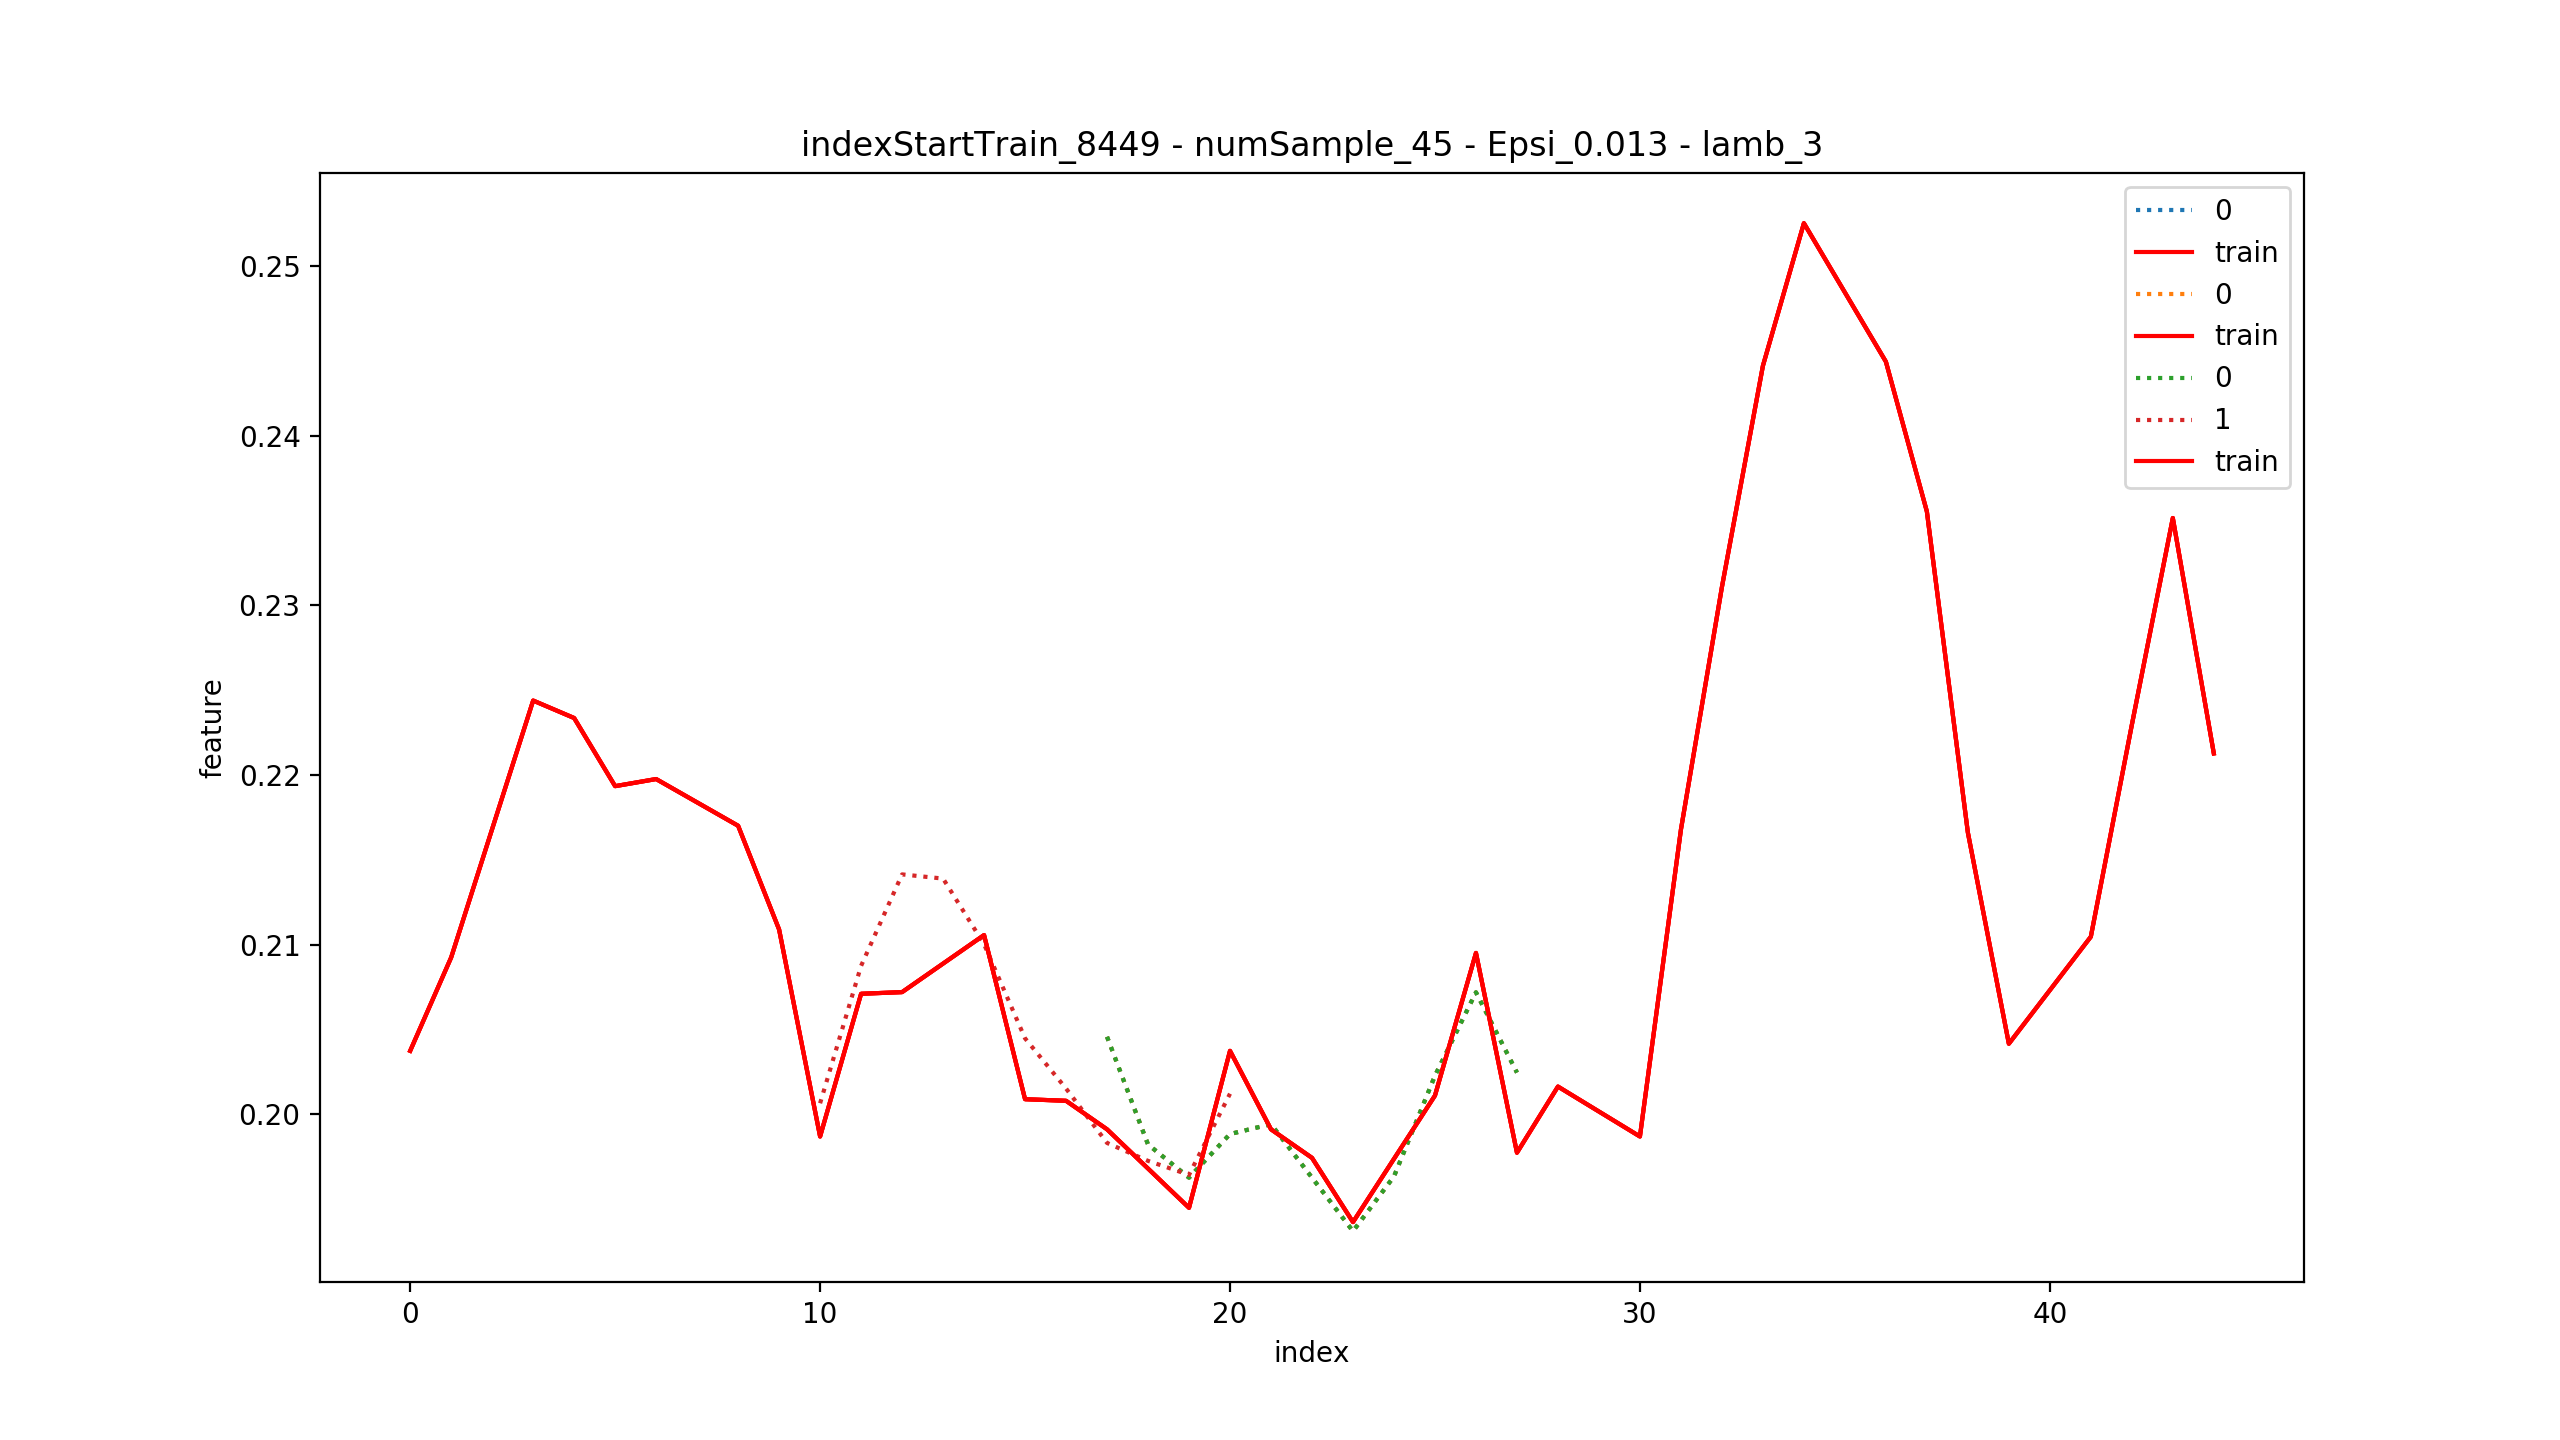 indexStartTrain_8449 - numSample_45 - Epsi_0.013 - lamb_3
0
train
0
train
0
1
train
0.25
0.24
0.23
0.22
0.21
0.20
feature
0 10 20 30 40
index